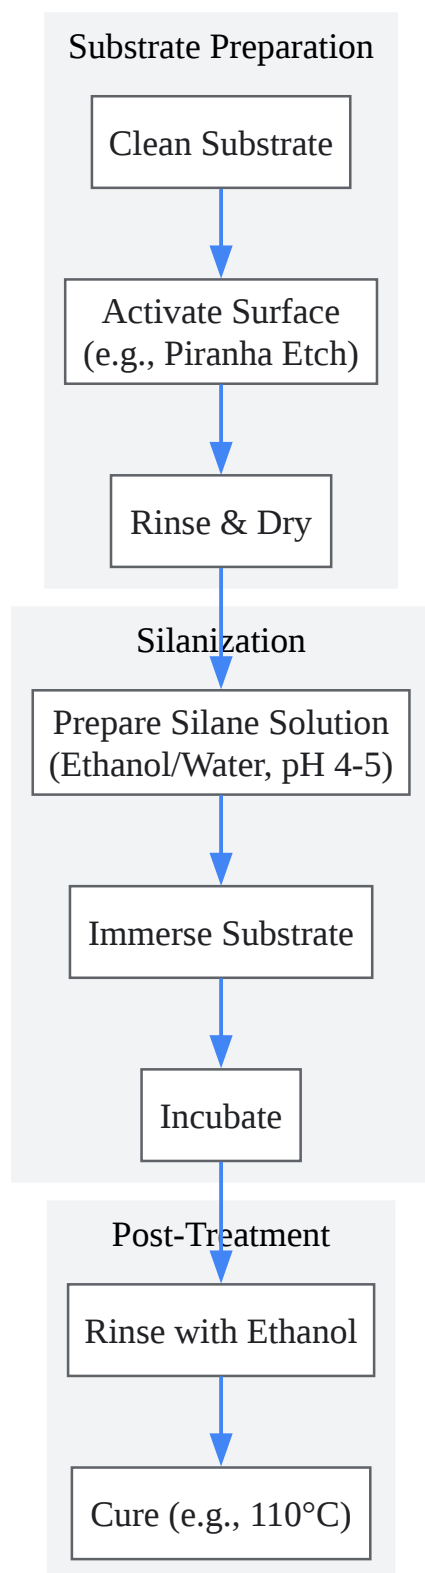 Substrate Preparation
Clean Substrate
Activate Surface
(e.g., Piranha Etch)
Rinse & Dry
Silanization
Prepare Silane Solution
(Ethanol/Water, pH 4-5)
Immerse Substrate
Incubate
Post-Treatment
Rinse with Ethanol
Cure (e.g., 110°C)